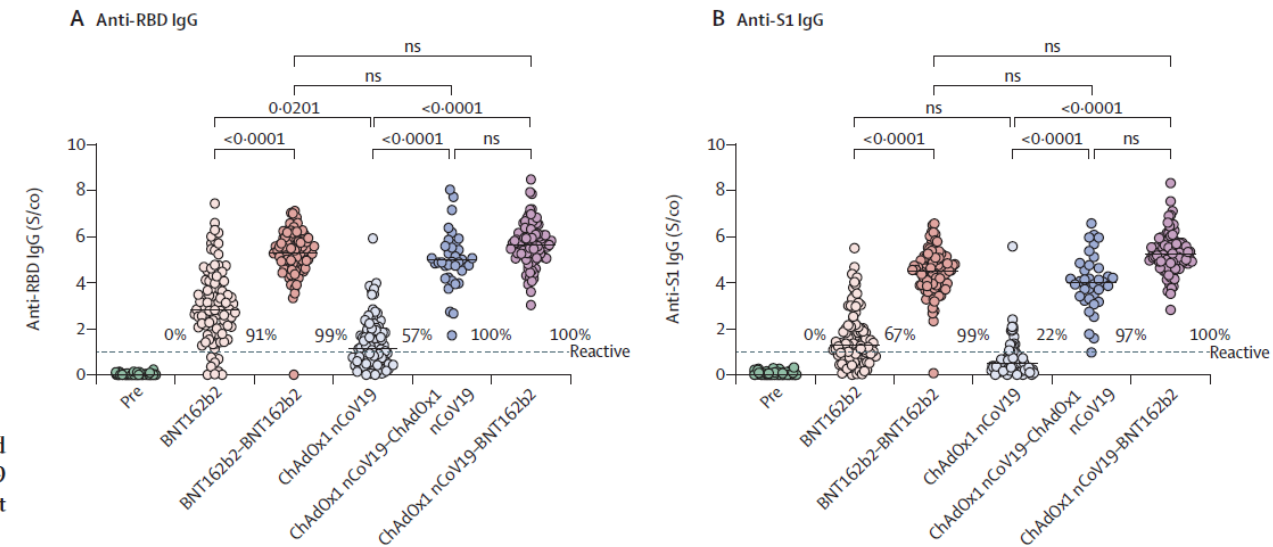 A Anti-RBD IgG
ns
ns
0·0201
<0·0001
<0·0001
<0·0001
ns
10
8
6
4
2
0
Anti-RBD IgG (S/co)
0%
91%
99%
57%
100%
100%
Reactive
Pre
BNT162b2
BNT162b2–BNT162b2
ChAdOx1 nCoV19
ChAdOx1 nCoV19–ChAdOx1
nCoV19
ChAdOx1 nCoV19–BNT162b2
B Anti-S1 IgG
ns
ns
ns
<0·0001
<0·0001
<0·0001
ns
10
8
6
4
2
0
Anti-S1 IgG (S/co)
0%
67%
99%
22%
97%
100%
Reactive
Pre
BNT162b2
BNT162b2–BNT162b2
ChAdOx1 nCoV19
ChAdOx1 nCoV19–ChAdOx1
nCoV19
ChAdOx1 nCoV19–BNT162b2